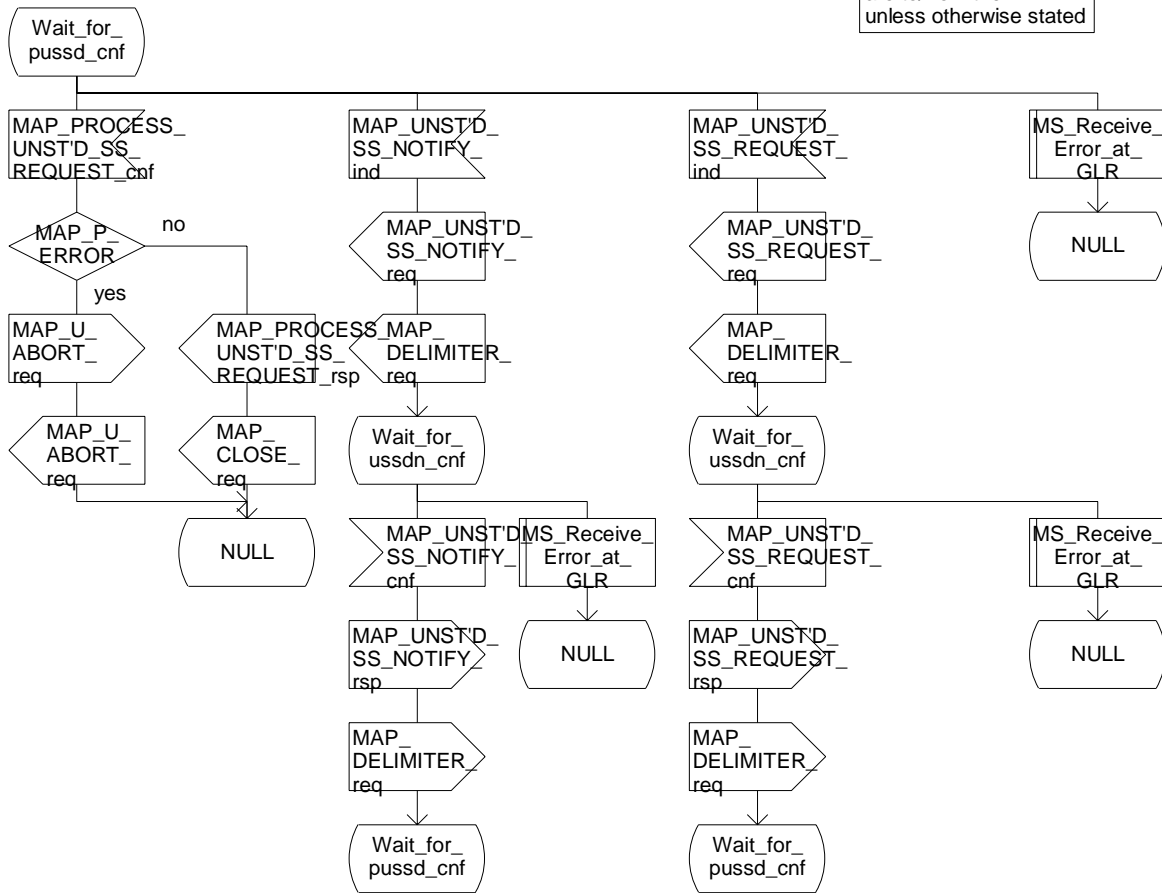 unless otherwise stated
Wait_for_
pussd_cnf
MAP_PROCESS_
UNST'D_SS_
REQUEST_cnf
MAP_UNST'D_
SS_NOTIFY_
ind
MAP_UNST'D_
SS_REQUEST_
ind
MS_Receive_
Error_at_
GLR
MAP_P_
ERROR
no
yes
MAP_UNST'D_
SS_NOTIFY_
req
MAP_UNST'D_
SS_REQUEST_
req
NULL
MAP_U_
ABORT_
req
MAP_PROCESS_
UNST'D_SS_
REQUEST_rsp
MAP_
DELIMITER_
req
MAP_
DELIMITER_
req
MAP_U_
ABORT_
req
MAP_
CLOSE_
req
Wait_for_
ussdn_cnf
Wait_for_
ussdn_cnf
NULL
MAP_UNST'D_
SS_NOTIFY_
cnf
MS_Receive_
Error_at_
GLR
MAP_UNST'D_
SS_REQUEST_
cnf
MS_Receive_
Error_at_
GLR
MAP_UNST'D_
SS_NOTIFY_
rsp
NULL
MAP_UNST'D_
SS_REQUEST_
rsp
NULL
MAP_
DELIMITER_
req
MAP_
DELIMITER_
req
Wait_for_
pussd_cnf
Wait_for_
pussd_cnf